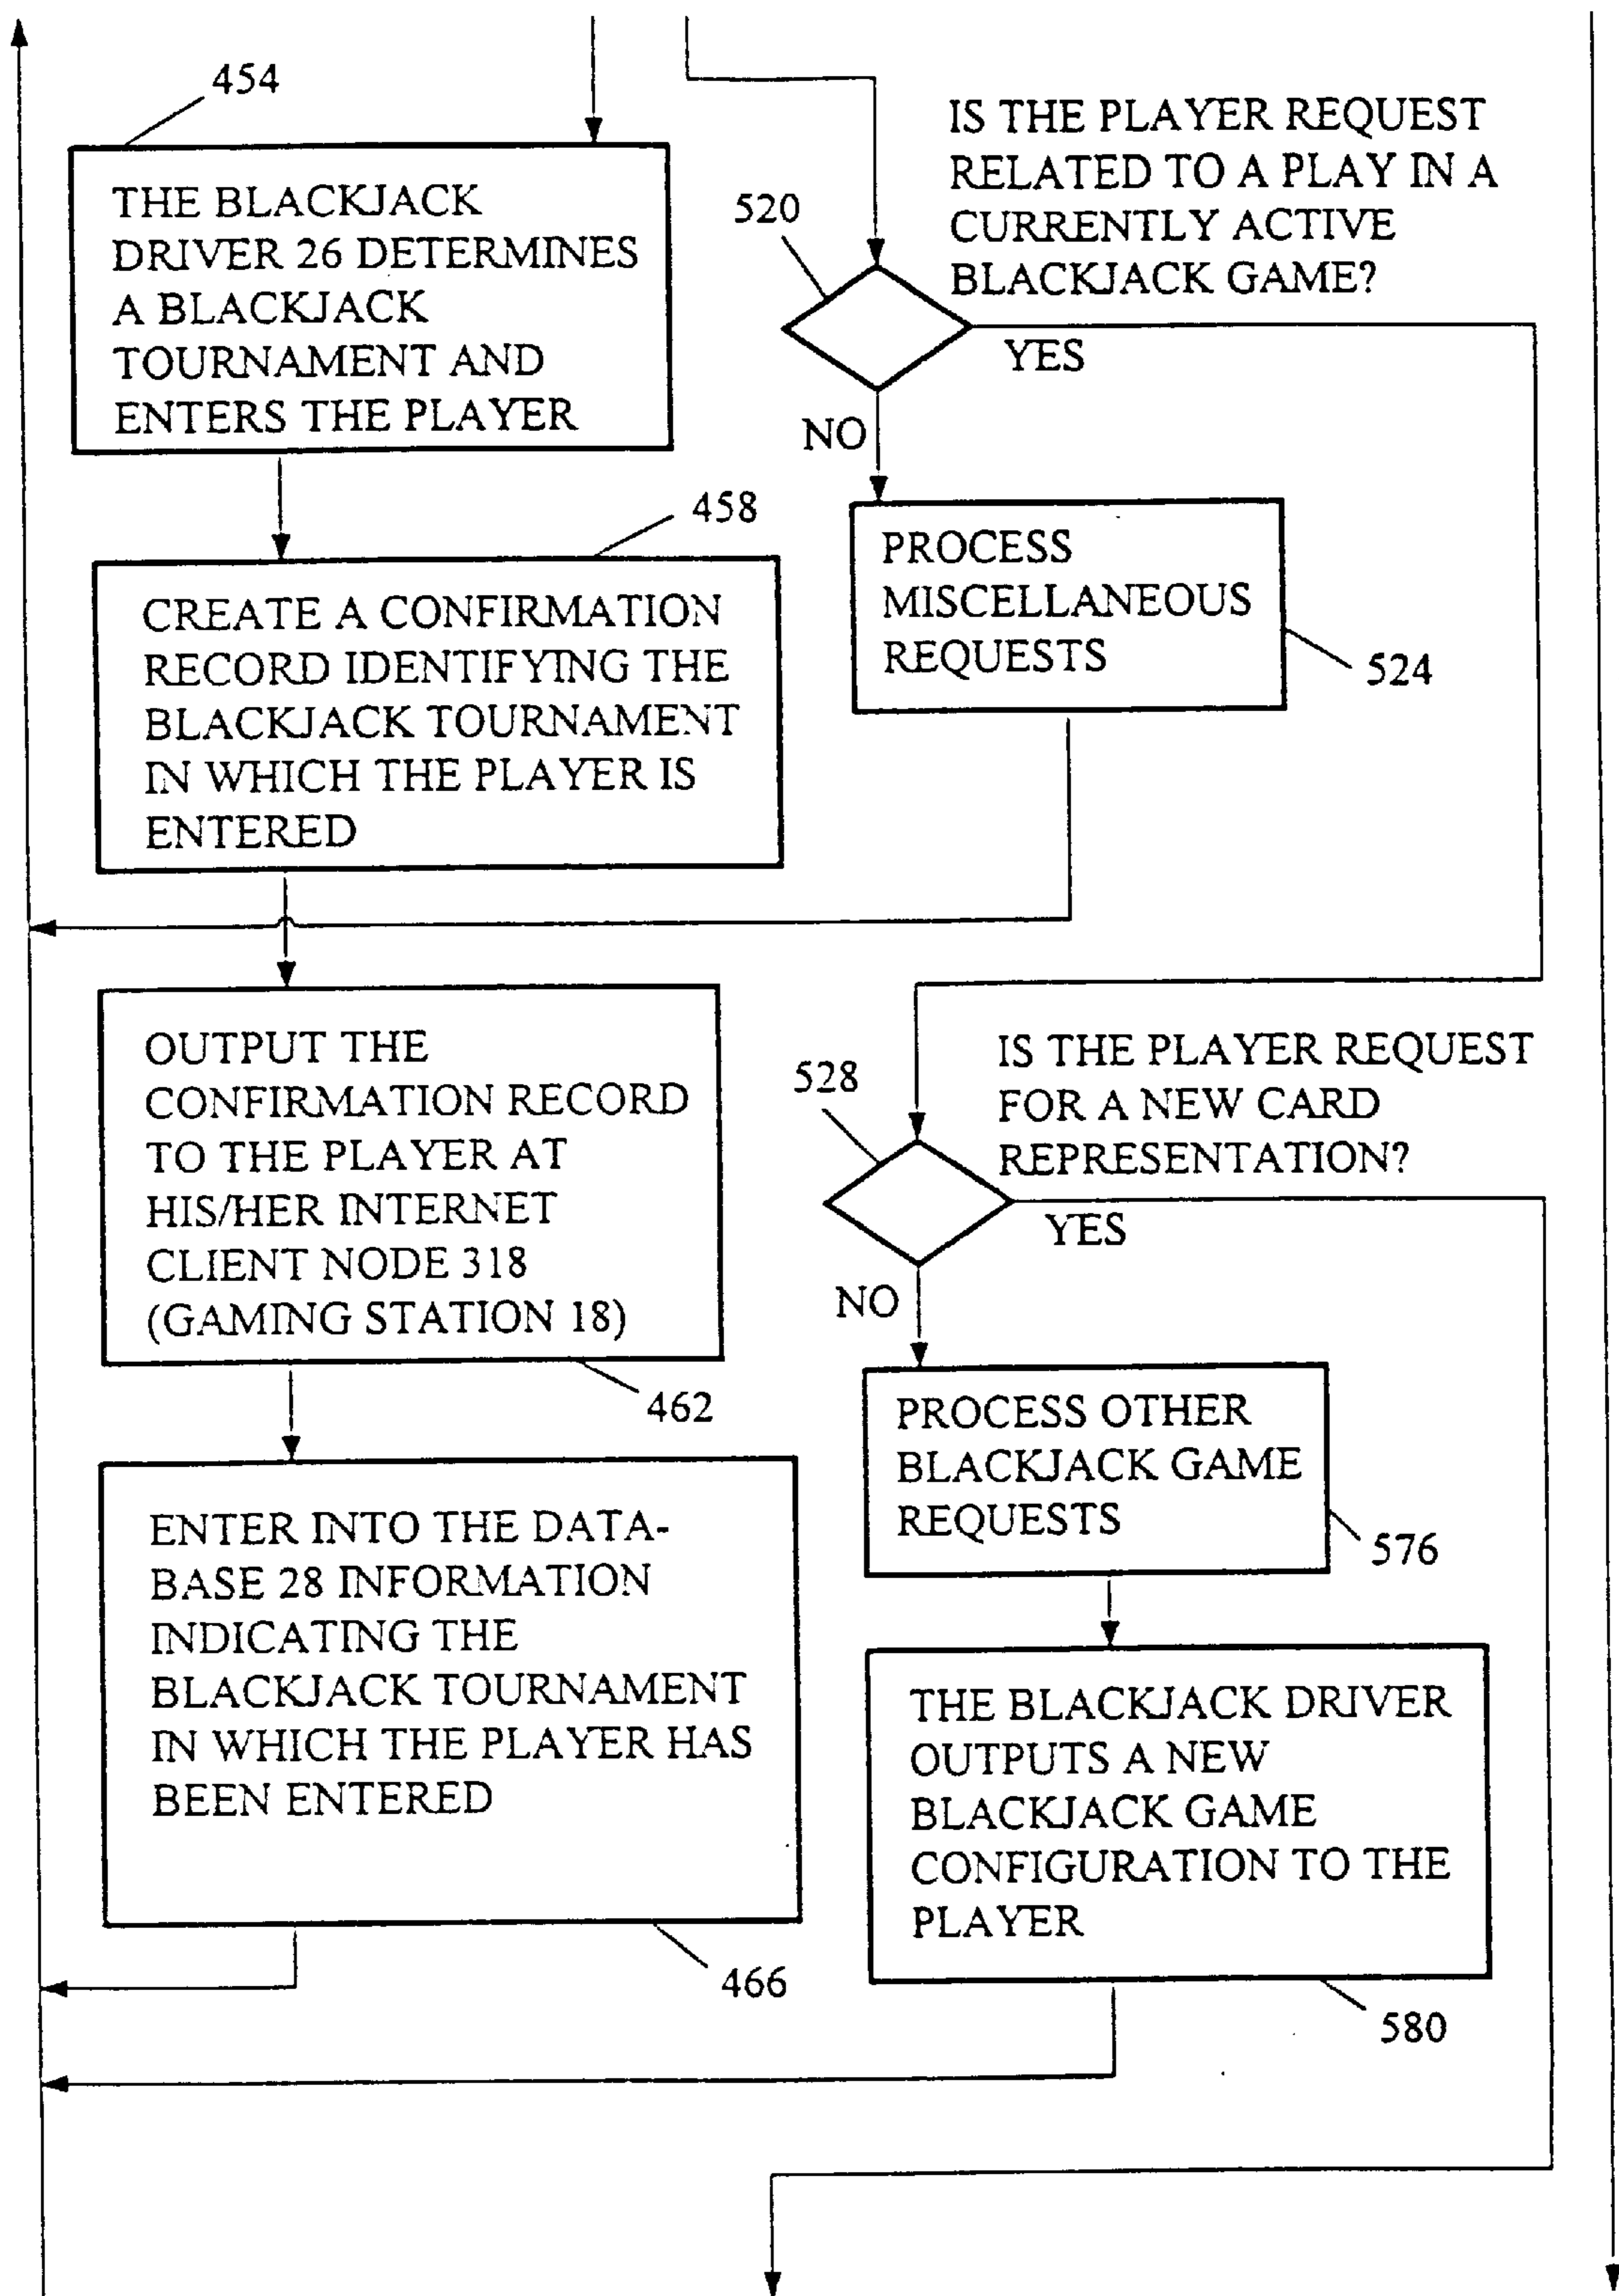 454
THE BLACKJACK
DRIVER 26 DETERMINES
A BLACKJACK
TOURNAMENT AND
ENTERS THE PLAYER
458
CREATE A CONFIRMATION
RECORD IDENTIFYING THE
BLACKJACK TOURNAMENT
IN WHICH THE PLAYER IS
ENTERED
OUTPUT THE
CONFIRMATION RECORD
TO THE PLAYER AT
HIS/HER INTERNET
CLIENT NODE 318
(GAMING STATION 18)
462
ENTER INTO THE DATA-
BASE 28 INFORMATION
INDICATING THE
BLACKJACK TOURNAMENT
IN WHICH THE PLAYER HAS
BEEN ENTERED
466
IS THE PLAYER REQUEST
RELATED TO A PLAY IN A
CURRENTLY ACTIVE
BLACKJACK GAME?
520
YES
NO
PROCESS
MISCELLANEOUS
REQUESTS
524
IS THE PLAYER REQUEST
FOR A NEW CARD
REPRESENTATION?
528
YES
NO
PROCESS OTHER
BLACKJACK GAME
REQUESTS
576
THE BLACKJACK DRIVER
OUTPUTS A NEW
BLACKJACK GAME
CONFIGURATION TO THE
PLAYER
580